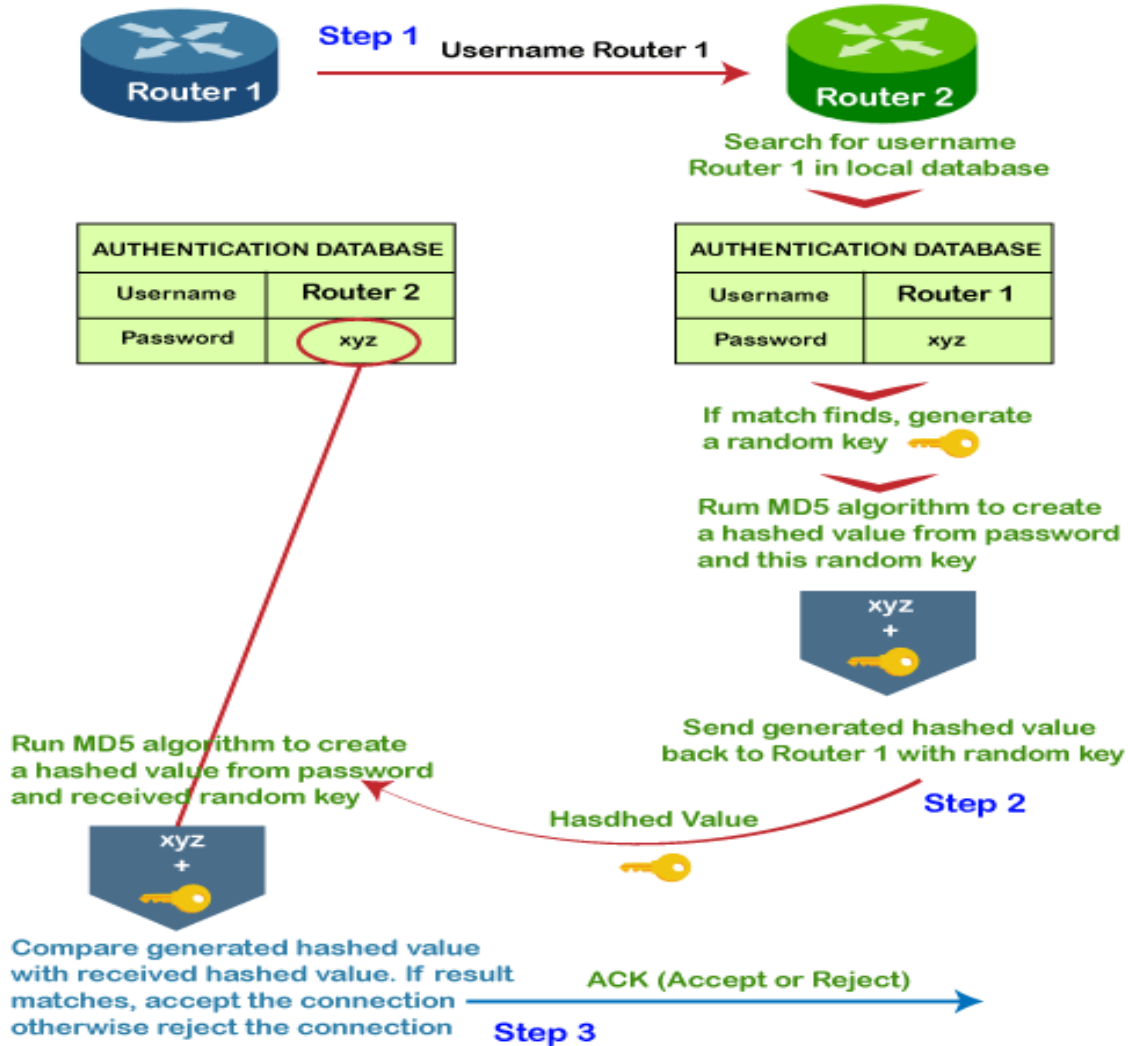 Step 1
Username Router 1
Router 1
Router 2
Search for username
Router 1 in local database
AUTHENTICATION DATABASE
Username Router 2
Password xyz
AUTHENTICATION DATABASE
Username Router 1
Password xyz
If match finds, generate
a random key
Rum MD5 algorithm to create
a hashed value from password
and this random key
xyz
+
Send generated hashed value
back to Router 1 with random key
Step 2
Hasdhed Value
Run MD5 algorithm to create
a hashed value from password
and received random key
xyz
+
Compare generated hashed value
with received hashed value. If result
matches, accept the connection
otherwise reject the connection
ACK (Accept or Reject)
Step 3